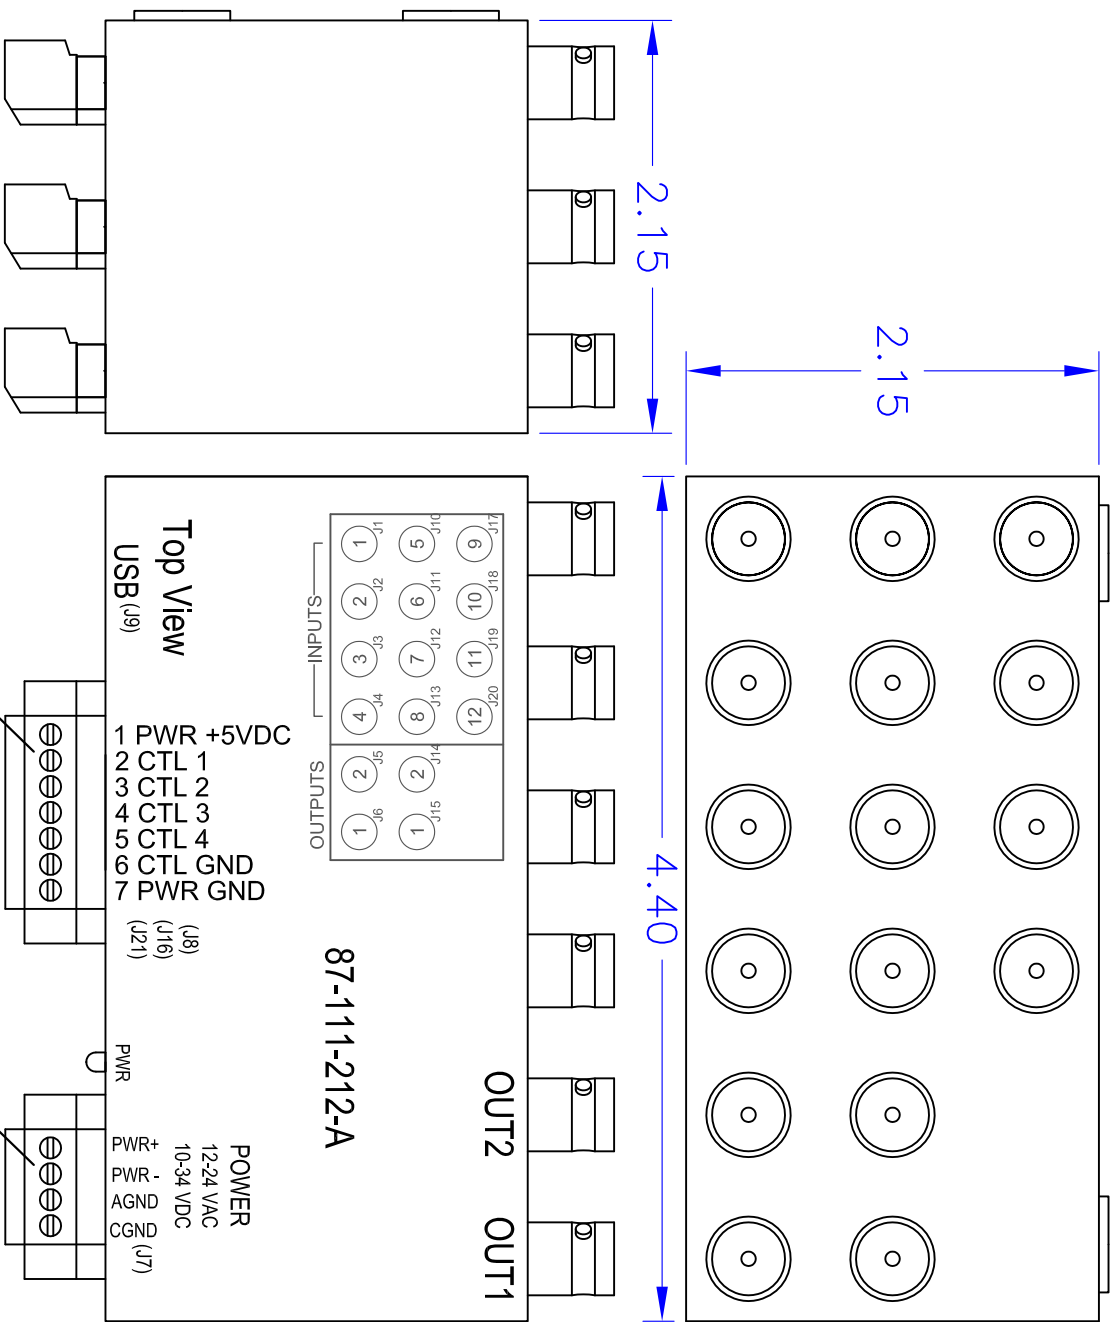 2.15
2.15
4.40
Top View
USB (J9)
INPUTS
OUTPUTS
1 J1
5 J10
9 J17
2 J2
6 J11
10 J18
3 J3
7 J12
11 J19
4 J4
8 J13
12 J20
2 J5
2 J14
1 J6
1 J15
1 PWR +5VDC
2 CTL 1
3 CTL 2
4 CTL 3
5 CTL 4
6 CTL GND
7 PWR GND
(J8)
(J16)
(J21)
87-111-212-A
OUT2
OUT1
PWR
POWER
12-24 VAC
10-34 VDC
PWR+
PWR -
AGND
CGND
(J7)